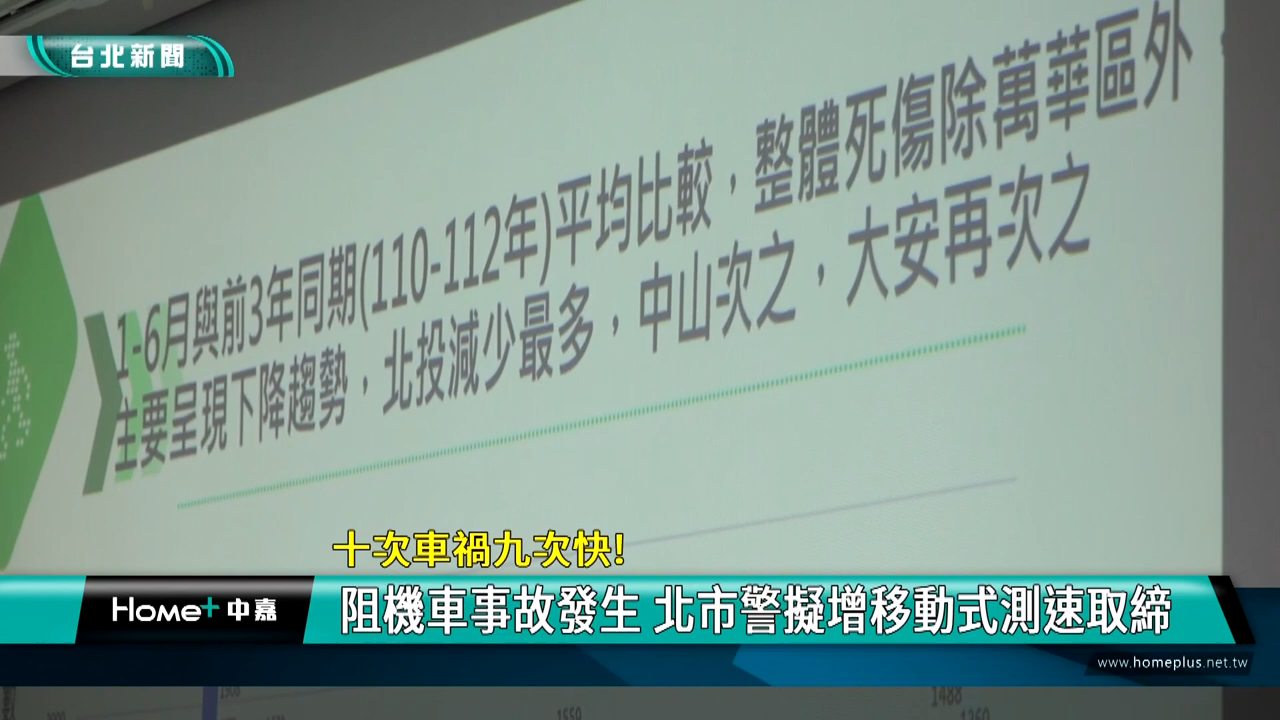 台北新聞
1-6月與前3年同期(110-112年)平均比較，整體死傷除萬華區外，
主要呈現下降趨勢，北投減少最多，中山次之，大安再次之
十次車禍九次快!
Home+中嘉
阻機車事故發生 北市警擬增移動式測速取締
www.homeplus.net.tw
1908
1559
1488